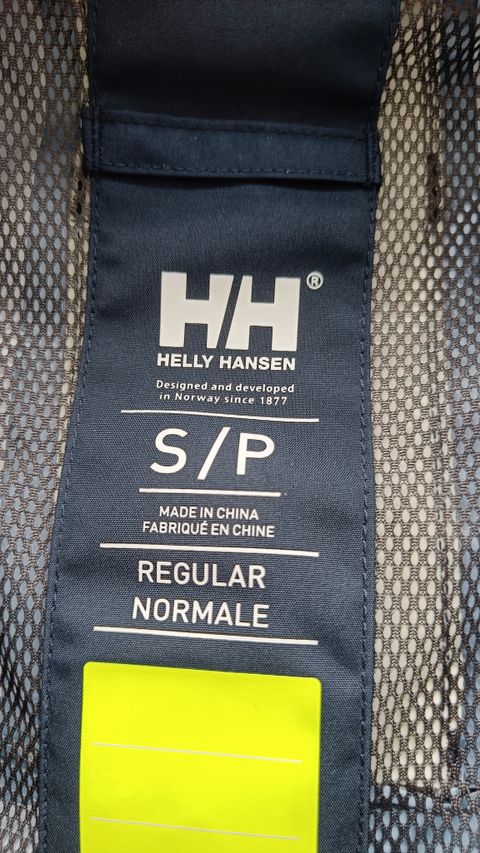 HH®
HELLY HANSEN
Designed and developed
in Norway since 1877
S/P
MADE IN CHINA
FABRIQUÉ EN CHINE
REGULAR
NORMALE